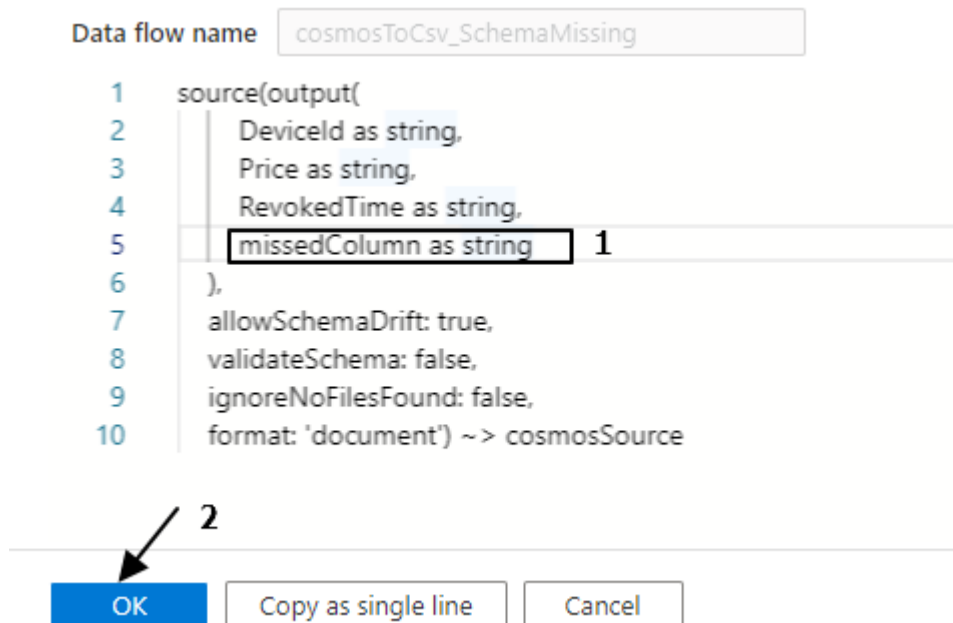 Data flow name cosmosToCsv_SchemaMissing
1 source(output(
2 DeviceId as string,
3 Price as string,
4 RevokedTime as string,
5 missedColumn as string 1
6 ),
7 allowSchemaDrift: true,
8 validateSchema: false,
9 ignoreNoFilesFound: false,
10 format: 'document') ~> cosmosSource
2
OK Copy as single line Cancel